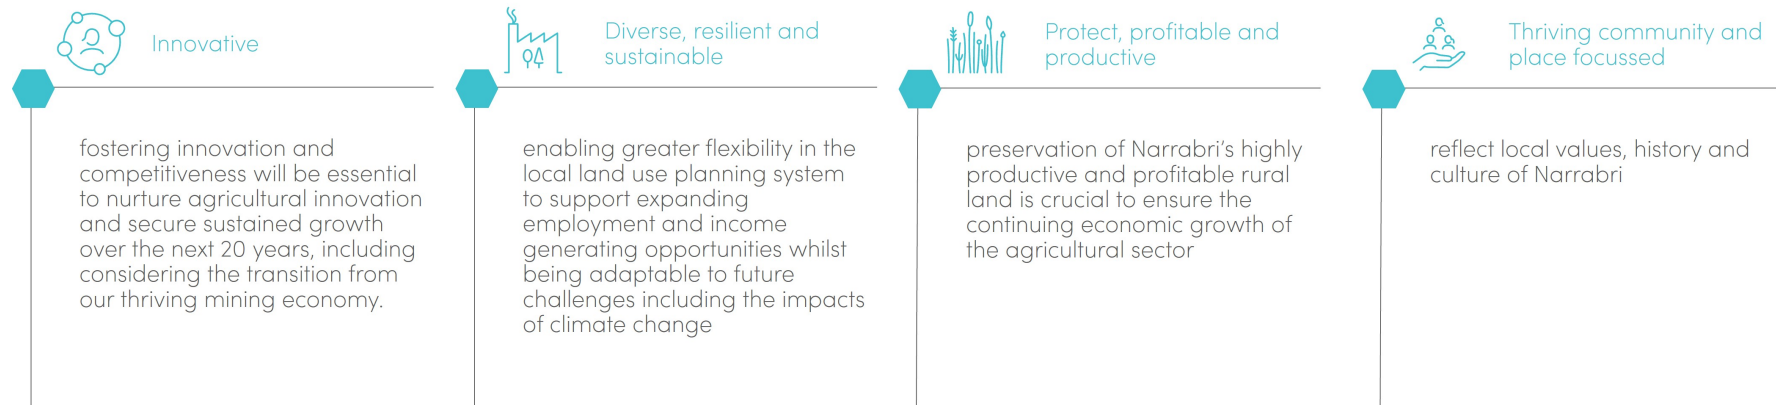 Innovative
fostering innovation and
competitiveness will be essential
to nurture agricultural innovation
and secure sustained growth
over the next 20 years, including
considering the transition from
our thriving mining economy.
Diverse, resilient and
sustainable
enabling greater flexibility in the
local land use planning system
to support expanding
employment and income
generating opportunities whilst
being adaptable to future
challenges including the impacts
of climate change
Protect, profitable and
productive
preservation of Narrabri’s highly
productive and profitable rural
land is crucial to ensure the
continuing economic growth of
the agricultural sector
Thriving community and
place focussed
reflect local values, history and
culture of Narrabri